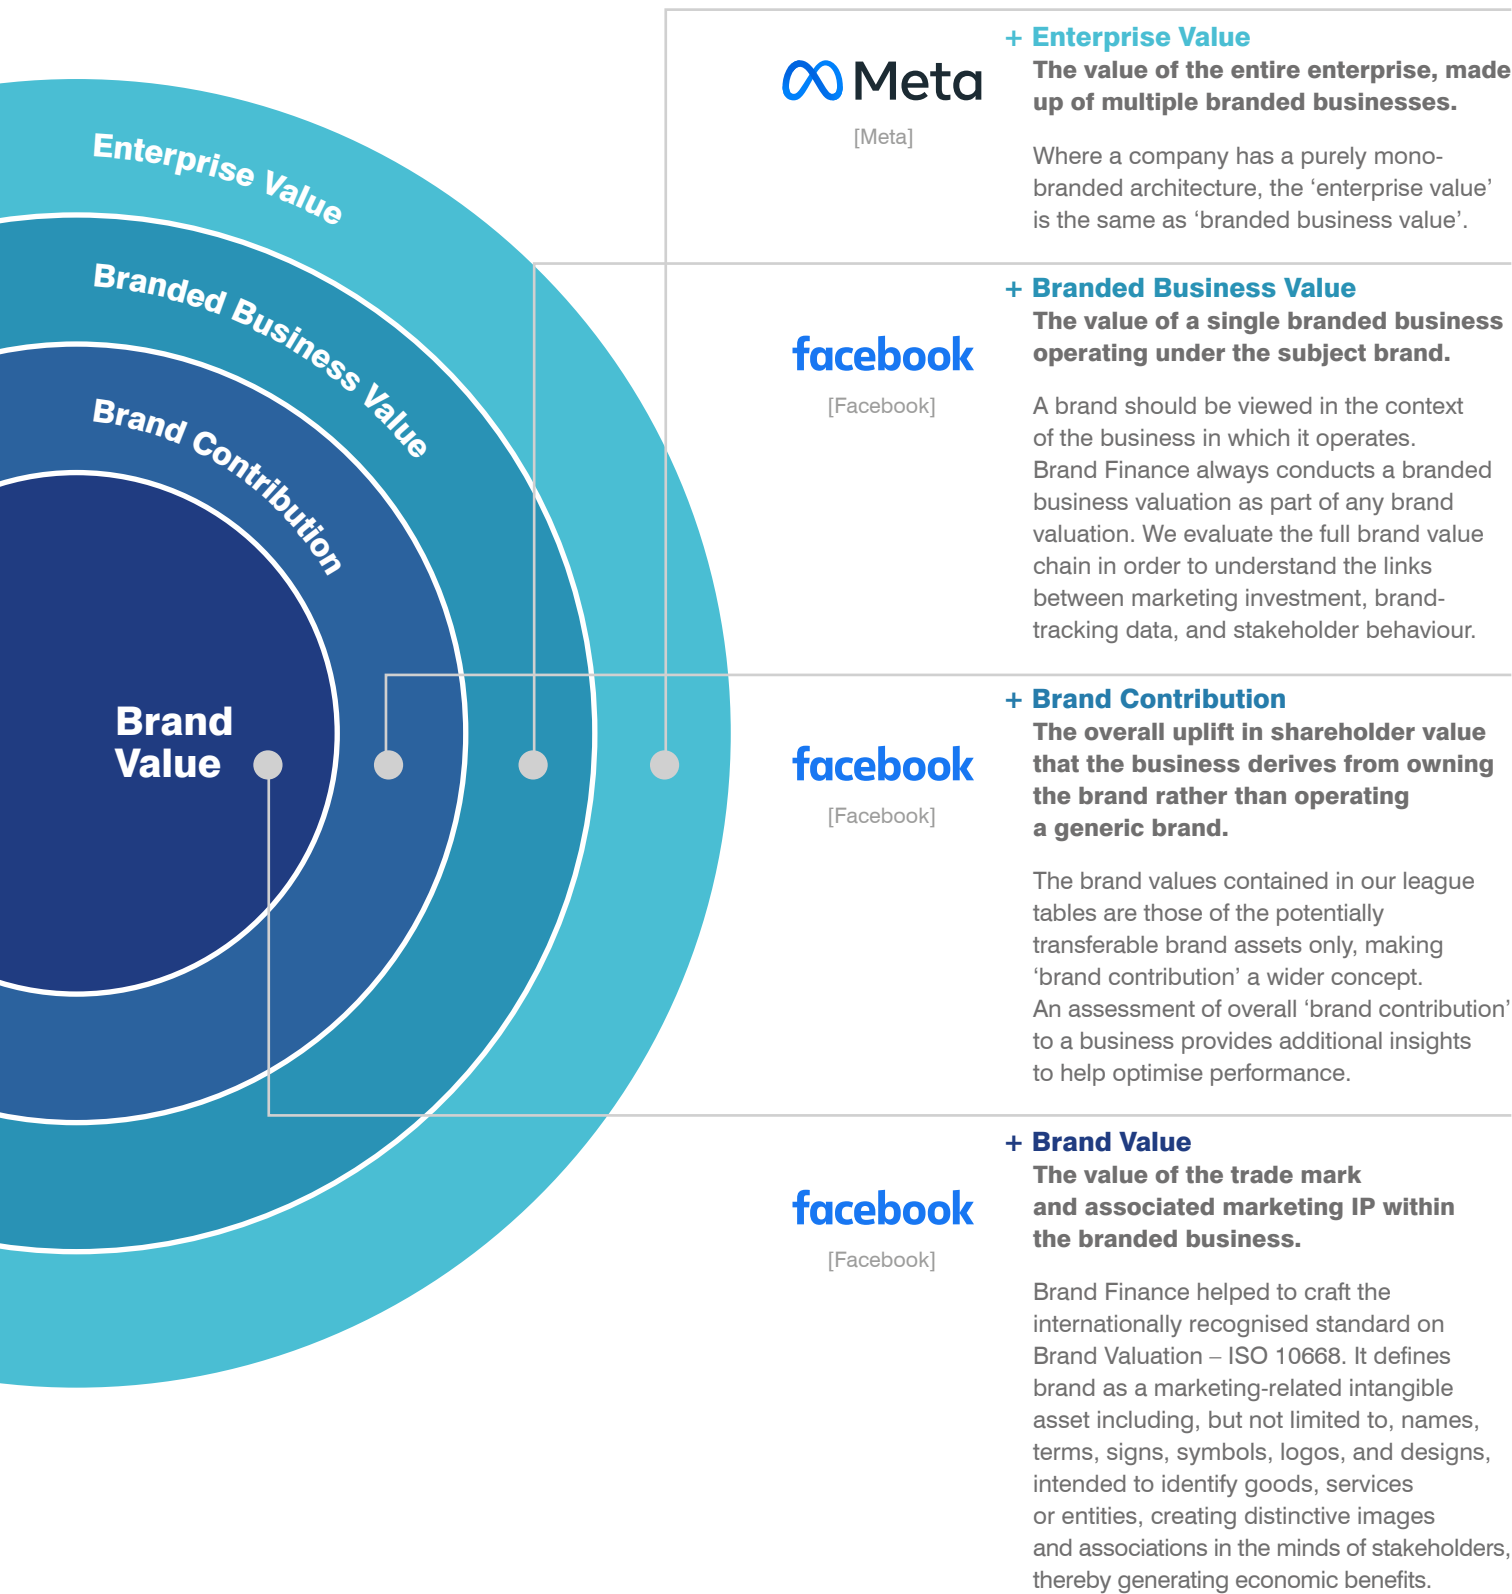 Enterprise Value
Branded Business Value
Brand Contribution
Brand
Value
Meta
[Meta]
+ Enterprise Value
The value of the entire enterprise, made
up of multiple branded businesses.
Where a company has a purely mono-
branded architecture, the ‘enterprise value’
is the same as ‘branded business value’.
facebook
[Facebook]
+ Branded Business Value
The value of a single branded business
operating under the subject brand.
A brand should be viewed in the context
of the business in which it operates.
Brand Finance always conducts a branded
business valuation as part of any brand
valuation. We evaluate the full brand value
chain in order to understand the links
between marketing investment, brand-
tracking data, and stakeholder behaviour.
facebook
[Facebook]
+ Brand Contribution
The overall uplift in shareholder value
that the business derives from owning
the brand rather than operating
a generic brand.
The brand values contained in our league
tables are those of the potentially
transferable brand assets only, making
‘brand contribution’ a wider concept.
An assessment of overall ‘brand contribution’
to a business provides additional insights
to help optimise performance.
facebook
[Facebook]
+ Brand Value
The value of the trade mark
and associated marketing IP within
the branded business.
Brand Finance helped to craft the
internationally recognised standard on
Brand Valuation – ISO 10668. It defines
brand as a marketing-related intangible
asset including, but not limited to, names,
terms, signs, symbols, logos, and designs,
intended to identify goods, services
or entities, creating distinctive images
and associations in the minds of stakeholders,
thereby generating economic benefits.